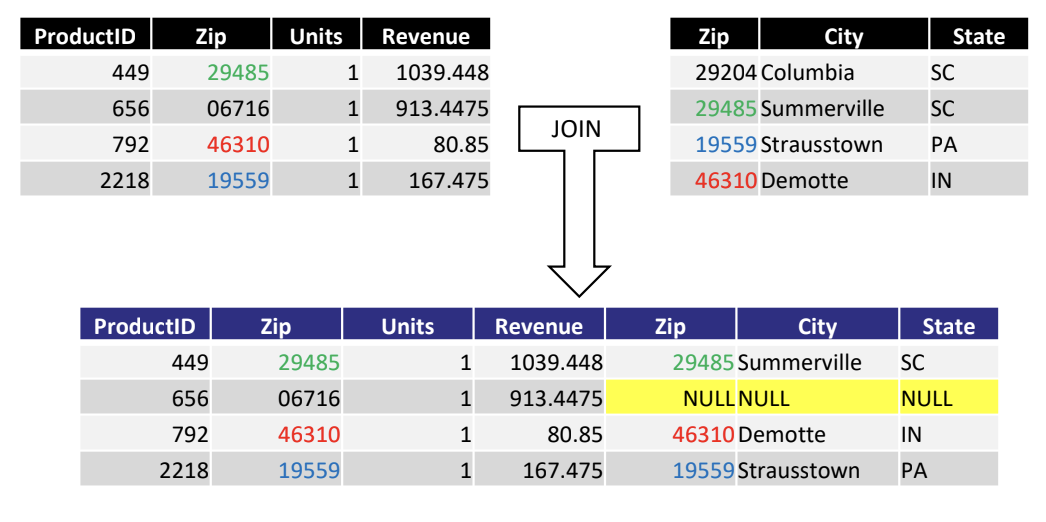 ProductID Zip Units Revenue
449 29485 1 1039.448
656 06716 1 913.4475
792 46310 1 80.85
2218 19559 1 167.475
JOIN
Zip City State
29204 Columbia SC
29485 Summerville SC
19559 Strausstown PA
46310 Demotte IN
ProductID Zip Units Revenue Zip City State
449 29485 1 1039.448 29485 Summerville SC
656 06716 1 913.4475 NULL NULL NULL
792 46310 1 80.85 46310 Demotte IN
2218 19559 1 167.475 19559 Strausstown PA